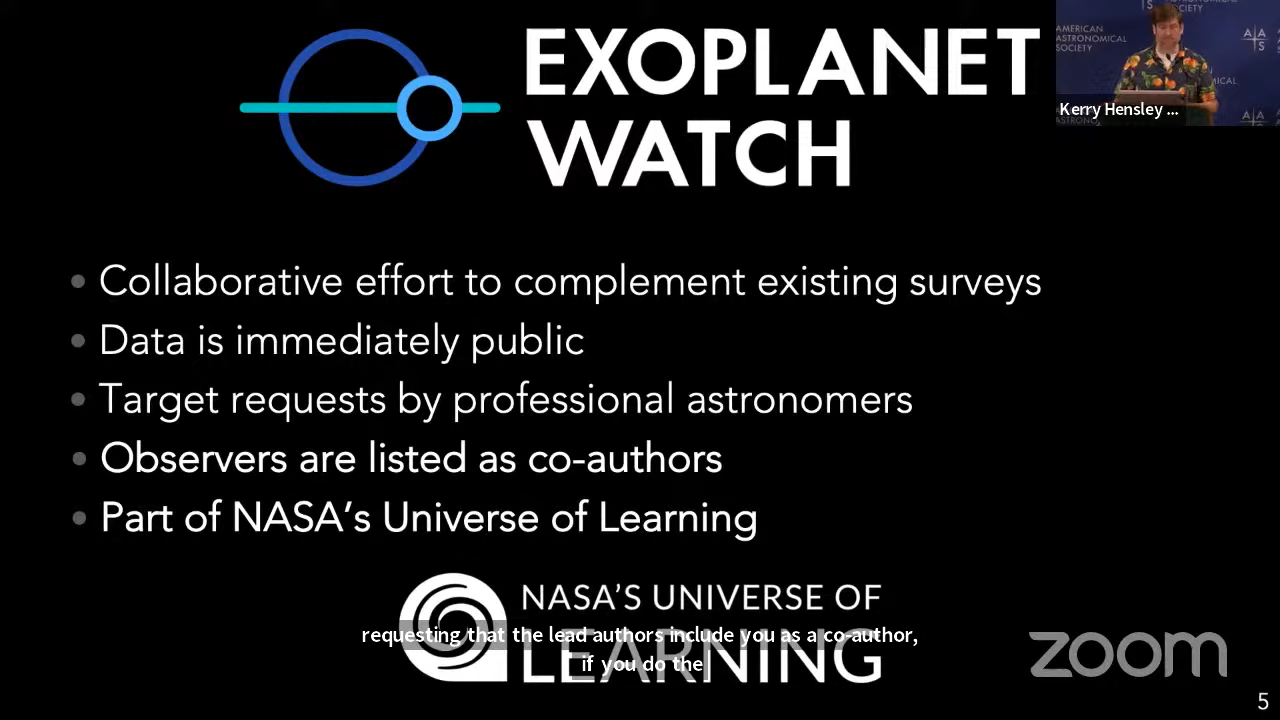 EXOPLANET
WATCH
AMERICAN
ASTRONOMICAL
SOCIETY
SOCIETY
A A
S
Kerry Hensley ...
• Collaborative effort to complement existing surveys
• Data is immediately public
• Target requests by professional astronomers
• Observers are listed as co-authors
• Part of NASA's Universe of Learning
NASA'S UNIVERSE OF
LEARNING
requesting that the lead authors include you as a co-author,
if you do the
zoom
5